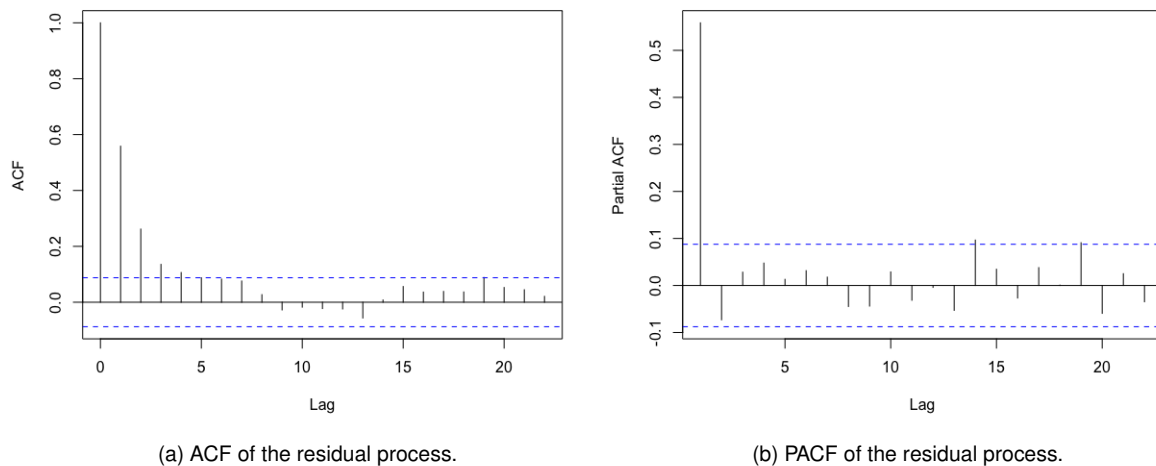 ACF
1.0
0.8
0.6
0.4
0.2
0.0
0 5 10 15 20
Lag
(a) ACF of the residual process.
Partial ACF
0.5
0.4
0.3
0.2
0.1
0.0
-0.1
5 10 15 20
Lag
(b) PACF of the residual process.